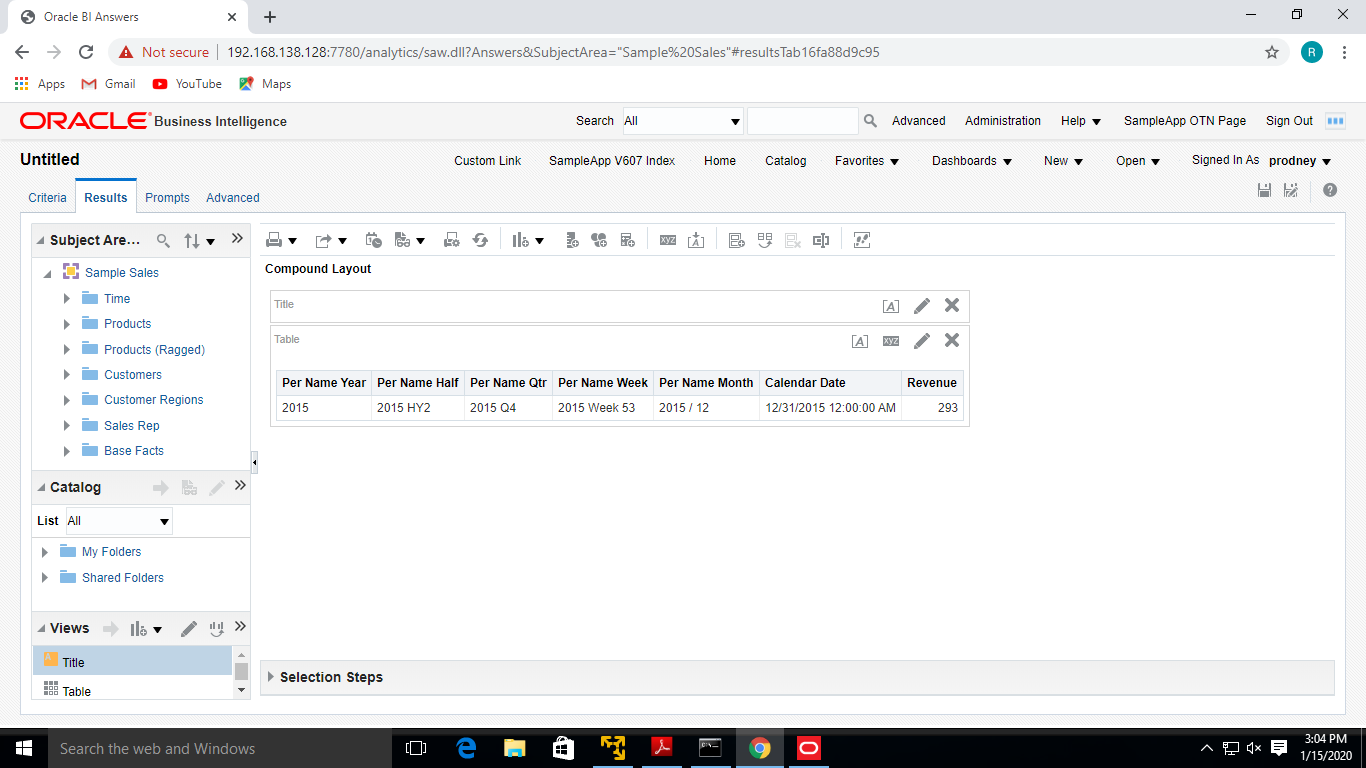 Oracle BI Answers
Not secure 192.168.138.128:7780/analytics/saw.dll?Answers&SubjectArea="Sample%20Sales"#resultsTab16fa88d9c95 R
Apps Gmail YouTube Maps
ORACLE Business Intelligence Search All Advanced Administration Help SampleApp OTN Page Sign Out
Untitled Custom Link SampleApp V607 Index Home Catalog Favorites Dashboards New Open Signed In As prodney
Criteria Results Prompts Advanced
Subject Are...
Compound Layout
Sample Sales
Time
Products
Products (Ragged)
Customers
Customer Regions
Sales Rep
Base Facts
Title
Table
Per Name Year Per Name Half Per Name Qtr Per Name Week Per Name Month Calendar Date Revenue
2015 2015 HY2 2015 Q4 2015 Week 53 2015 / 12 12/31/2015 12:00:00 AM 293
Catalog
List All
My Folders
Shared Folders
Views
Title
Table
Selection Steps
Search the web and Windows
3:04 PM
1/15/2020